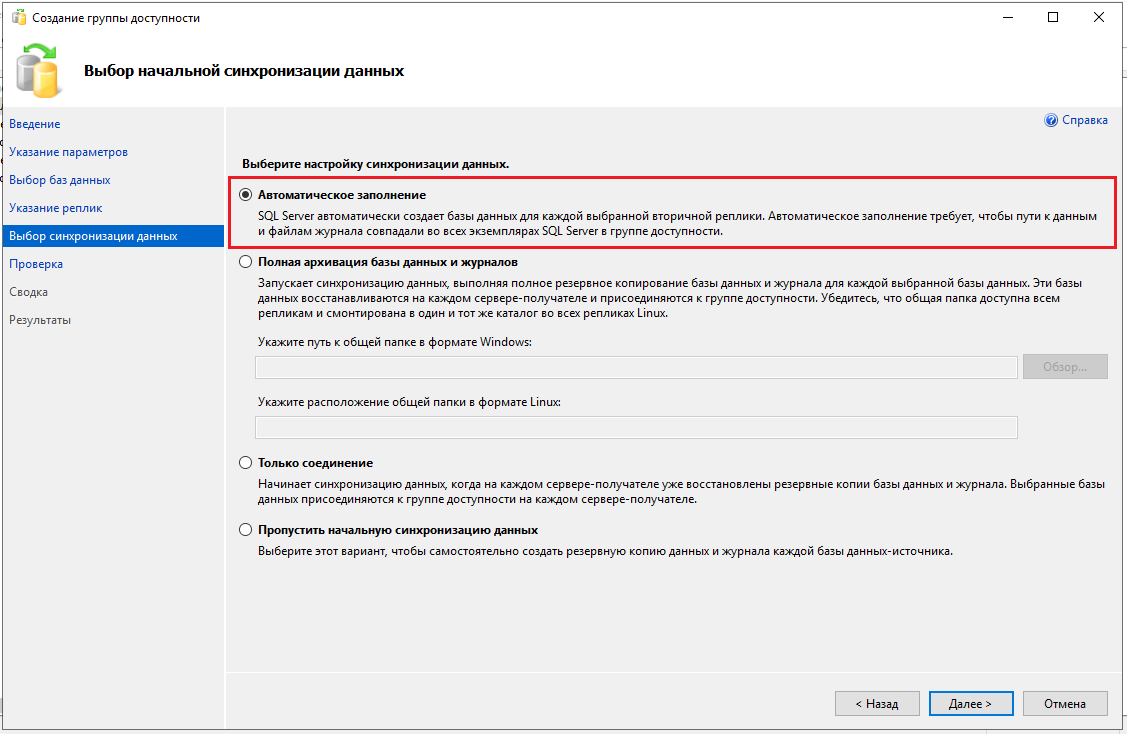 Создание группы доступности
Выбор начальной синхронизации данных
Введение
Указание параметров
Выбор баз данных
Указание реплик
Выбор синхронизации данных
Проверка
Сводка
Результаты
Справка
Выберите настройку синхронизации данных.
Автоматическое заполнение
SQL Server автоматически создает базы данных для каждой выбранной вторичной реплики. Автоматическое заполнение требует, чтобы пути к данным
и файлам журнала совпадали во всех экземплярах SQL Server в группе доступности.
Полная архивация базы данных и журналов
Запускает синхронизацию данных, выполняя полное резервное копирование базы данных и журнала для каждой выбранной базы данных. Эти базы
данных восстанавливаются на каждом сервере-получателе и присоединяются к группе доступности. Убедитесь, что общая папка доступна всем
репликам и смонтирована в один и тот же каталог во всех репликах Linux.
Укажите путь к общей папке в формате Windows:
Обзор...
Укажите расположение общей папки в формате Linux:
Только соединение
Начинает синхронизацию данных, когда на каждом сервере-получателе уже восстановлены резервные копии базы данных и журнала. Выбранные базы
данных присоединяются к группе доступности на каждом сервере-получателе.
Пропустить начальную синхронизацию данных
Выберите этот вариант, чтобы самостоятельно создать резервную копию данных и журнала каждой базы данных-источника.
< Назад
Далее >
Отмена